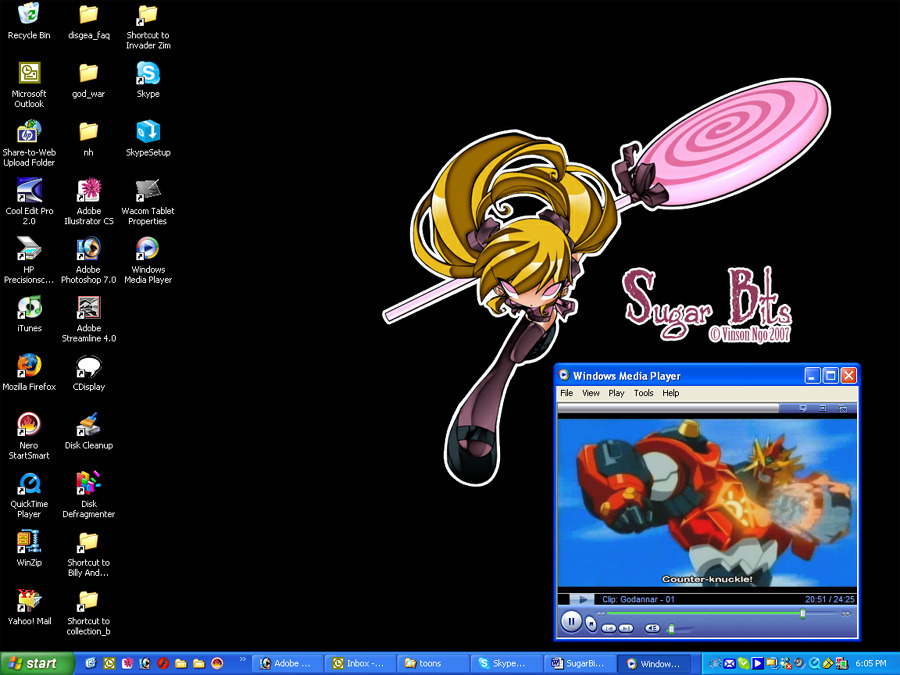 Recycle Bin
disgea_faq
Shortcut to
Invader Zim
Microsoft
Outlook
god_war
Skype
Share-to-Web
Upload Folder
nh
SkypeSetup
Cool Edit Pro
2.0
Adobe
Illustrator CS
Wacom Tablet
Properties
HP
Precisionsc...
Adobe
Photoshop 7.0
Windows
Media Player
iTunes
Adobe
Streamline 4.0
Mozilla Firefox
CDisplay
Nero
StartSmart
Disk Cleanup
QuickTime
Player
Disk
Defragmenter
WinZip
Shortcut to
Billy And...
Yahoo! Mail
Shortcut to
collection_b
Sugar Bits
© Vinson Ngo 2007
Windows Media Player
File View Play Tools Help
Counter-knuckle!
Clip: Godannar - 01 20:51 / 24:25
start
Adobe ...
Inbox -...
toons
Skype...
SugarBi...
Window...
6:05 PM